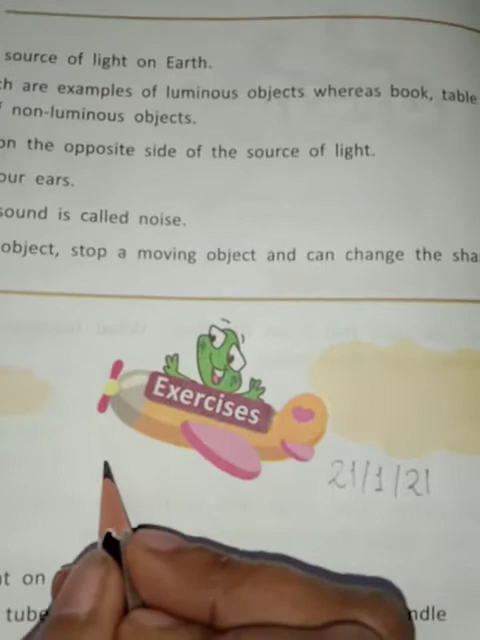 source of light on Earth.
are examples of luminous objects whereas book, table
non-luminous objects.
on the opposite side of the source of light.
our ears.
sound is called noise.
object, stop a moving object and can change the
Exercises
21/1/21
on
tube